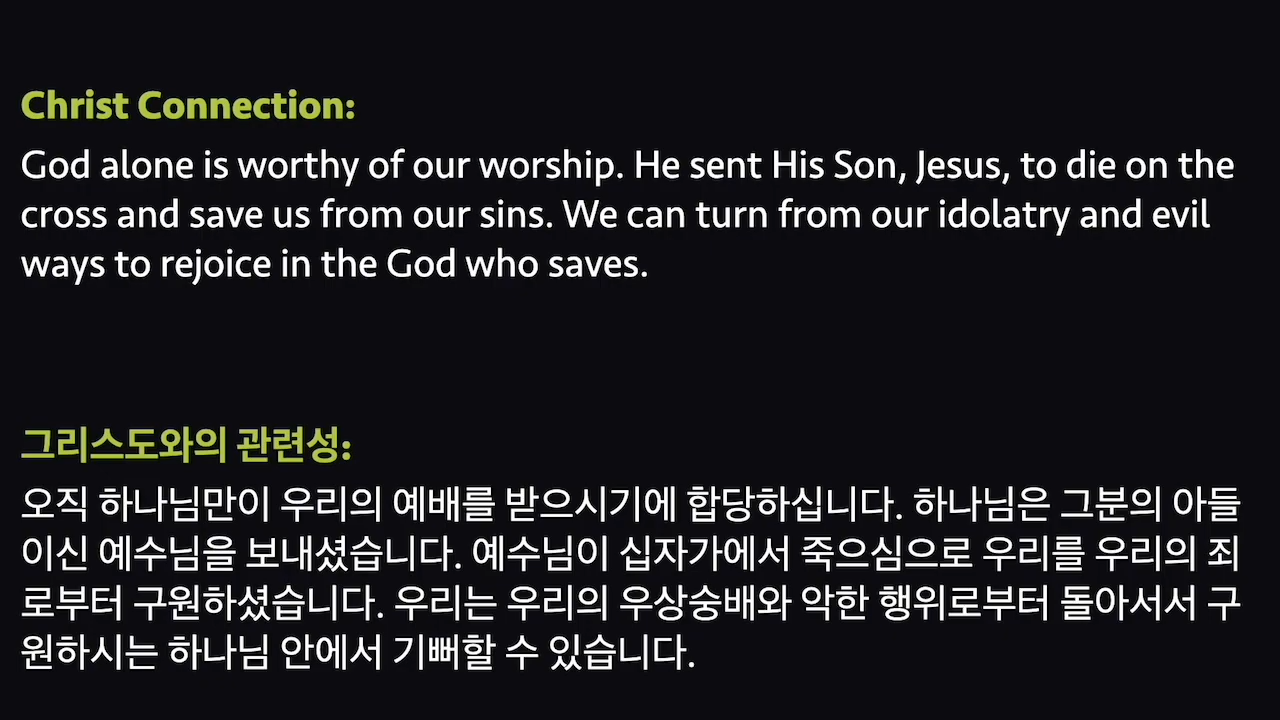 Christ Connection:
God alone is worthy of our worship. He sent His Son, Jesus, to die on the
cross and save us from our sins. We can turn from our idolatry and evil
ways to rejoice in the God who saves.
그리스도와의 관련성:
오직 하나님만이 우리의 예배를 받으시기에 합당하십니다. 하나님은 그분의 아들
이신 예수님을 보내셨습니다. 예수님이 십자가에서 죽으심으로 우리를 우리의 죄
로부터 구원하셨습니다. 우리는 우리의 우상숭배와 악한 행위로부터 돌아서서 구
원하시는 하나님 안에서 기뻐할 수 있습니다.